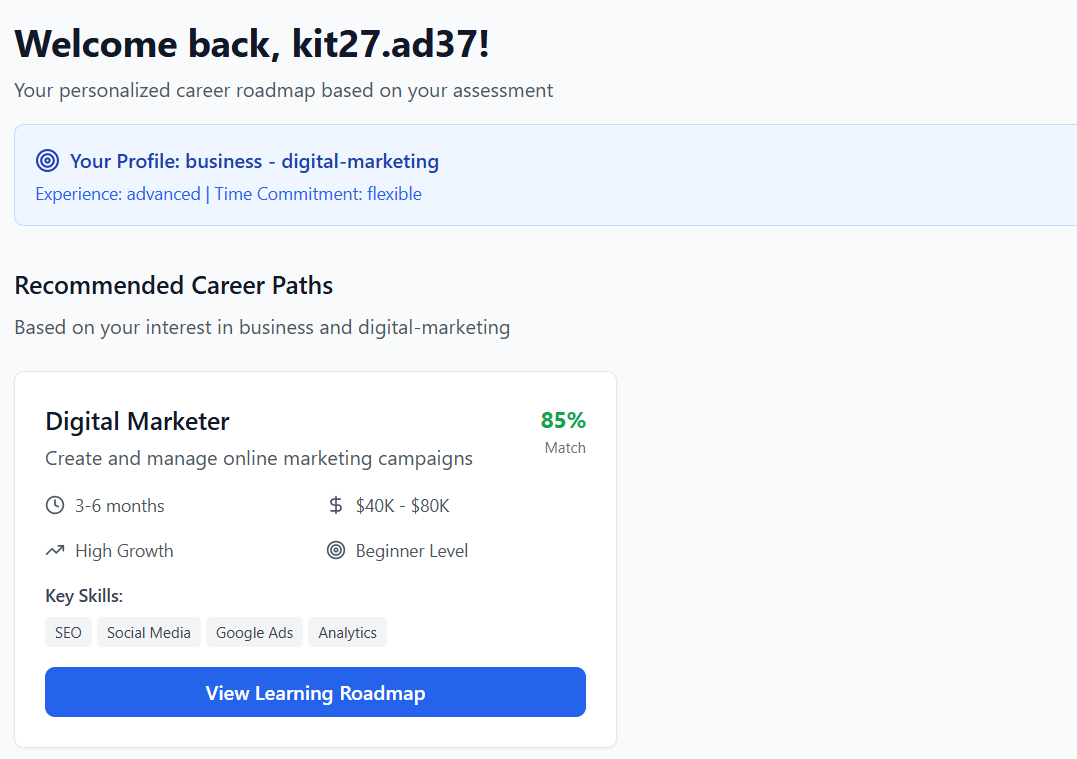 Welcome back, kit27.ad37!
Your personalized career roadmap based on your assessment
Your Profile: business - digital-marketing
Experience: advanced | Time Commitment: flexible
Recommended Career Paths
Based on your interest in business and digital-marketing
Digital Marketer
85%
Match
Create and manage online marketing campaigns
3-6 months
$40K - $80K
High Growth
Beginner Level
Key Skills:
SEO Social Media Google Ads Analytics
View Learning Roadmap